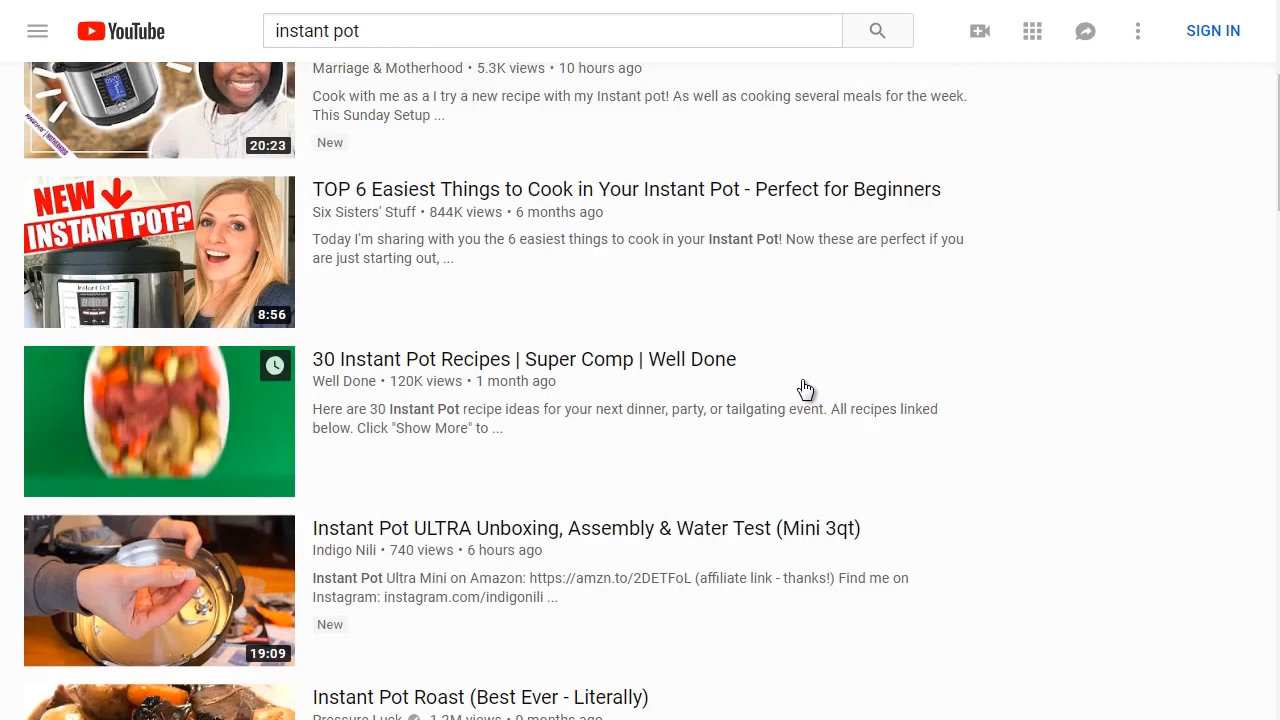 YouTube
instant pot
SIGN IN
Marriage & Motherhood • 5.3K views • 10 hours ago
Cook with me as a I try a new recipe with my Instant pot! As well as cooking several meals for the week.
This Sunday Setup ...
20:23
New
NEW
INSTANT POT?
8:56
TOP 6 Easiest Things to Cook in Your Instant Pot - Perfect for Beginners
Six Sisters' Stuff • 844K views • 6 months ago
Today I'm sharing with you the 6 easiest things to cook in your Instant Pot! Now these are perfect if you
are just starting out, ...
30 Instant Pot Recipes | Super Comp | Well Done
Well Done • 120K views • 1 month ago
Here are 30 Instant Pot recipe ideas for your next dinner, party, or tailgating event. All recipes linked
below. Click "Show More" to ...
Instant Pot ULTRA Unboxing, Assembly & Water Test (Mini 3qt)
Indigo Nili • 740 views • 6 hours ago
Instant Pot Ultra Mini on Amazon: https://amzn.to/2DETFoL (affiliate link - thanks!) Find me on
Instagram: instagram.com/indigonili ...
New
19:09
Instant Pot Roast (Best Ever - Literally)
Pressure Luck 1.2M views • 9 months ago